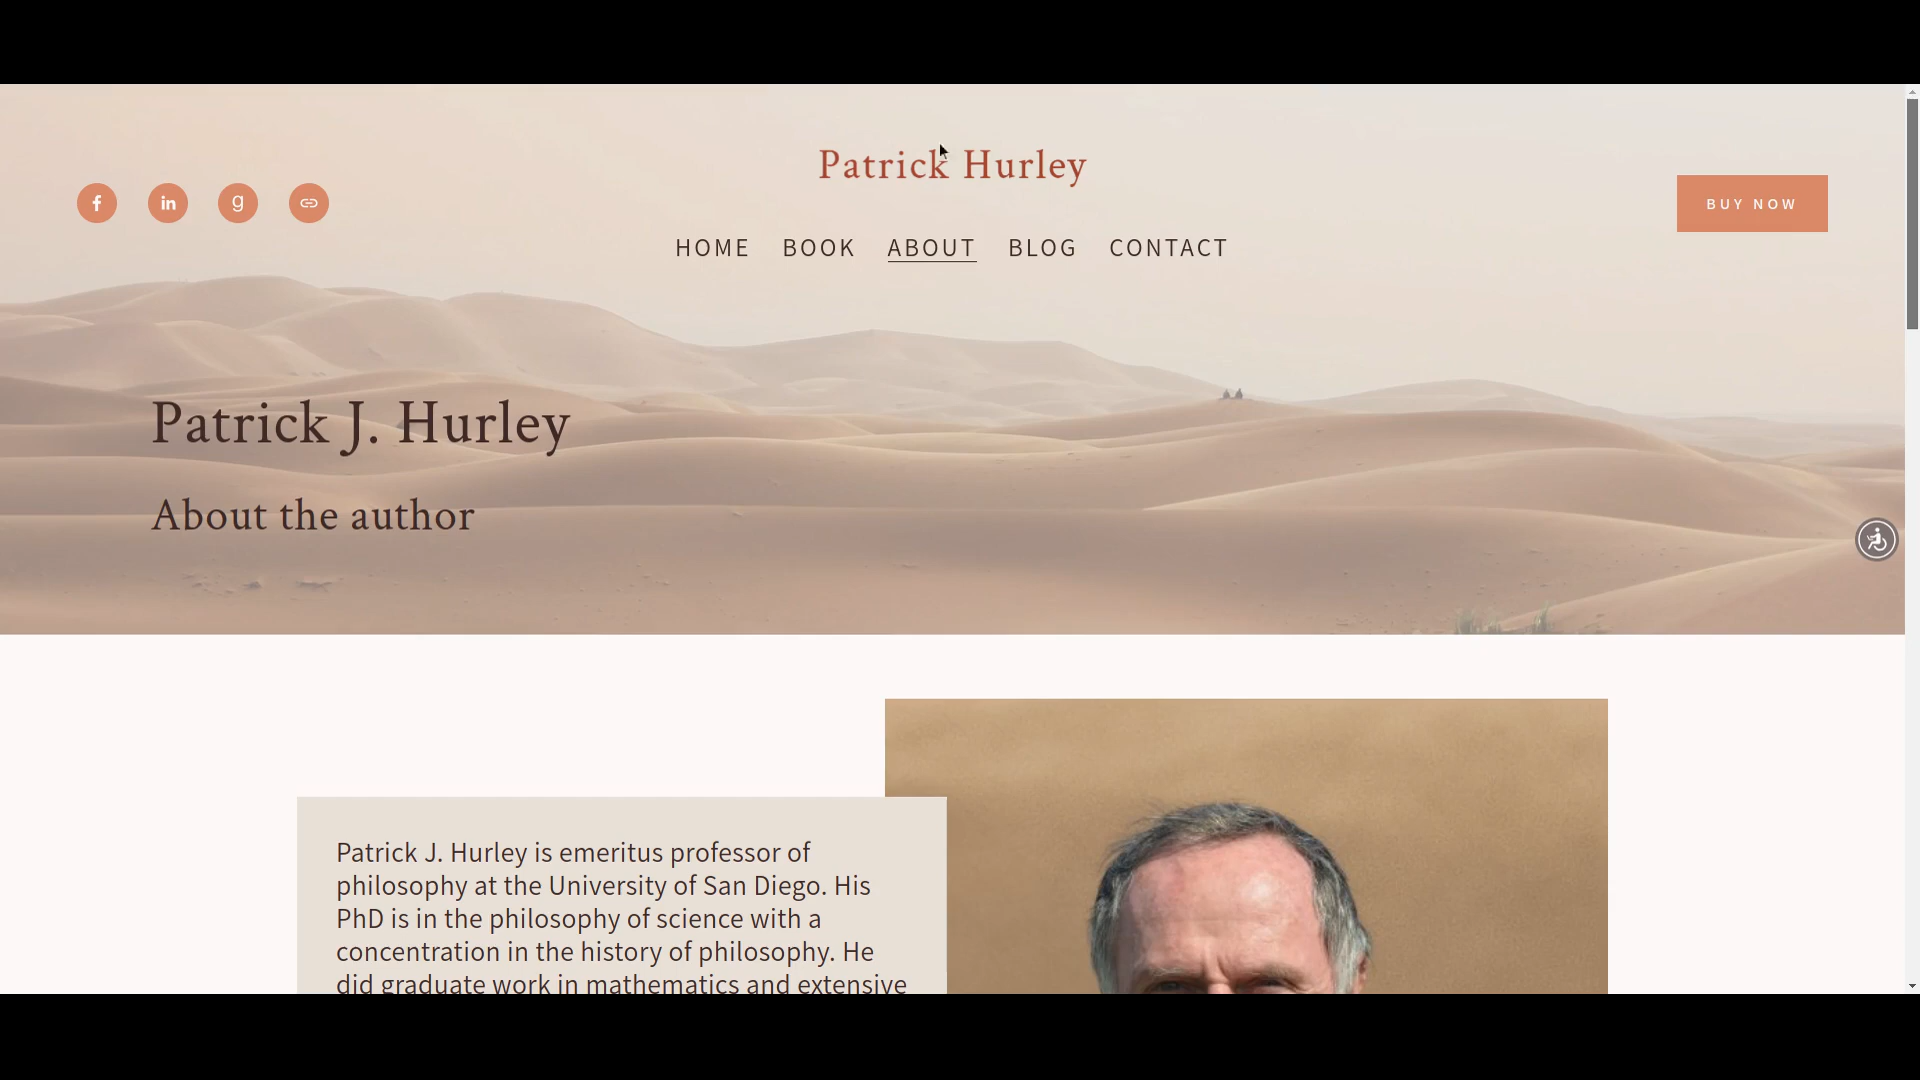 Patrick Hurley
f in g
BUY NOW
HOME BOOK ABOUT BLOG CONTACT
Patrick J. Hurley
About the author
Patrick J. Hurley is emeritus professor of
philosophy at the University of San Diego. His
PhD is in the philosophy of science with a
concentration in the history of philosophy. He
did graduate work in mathematics and extensive